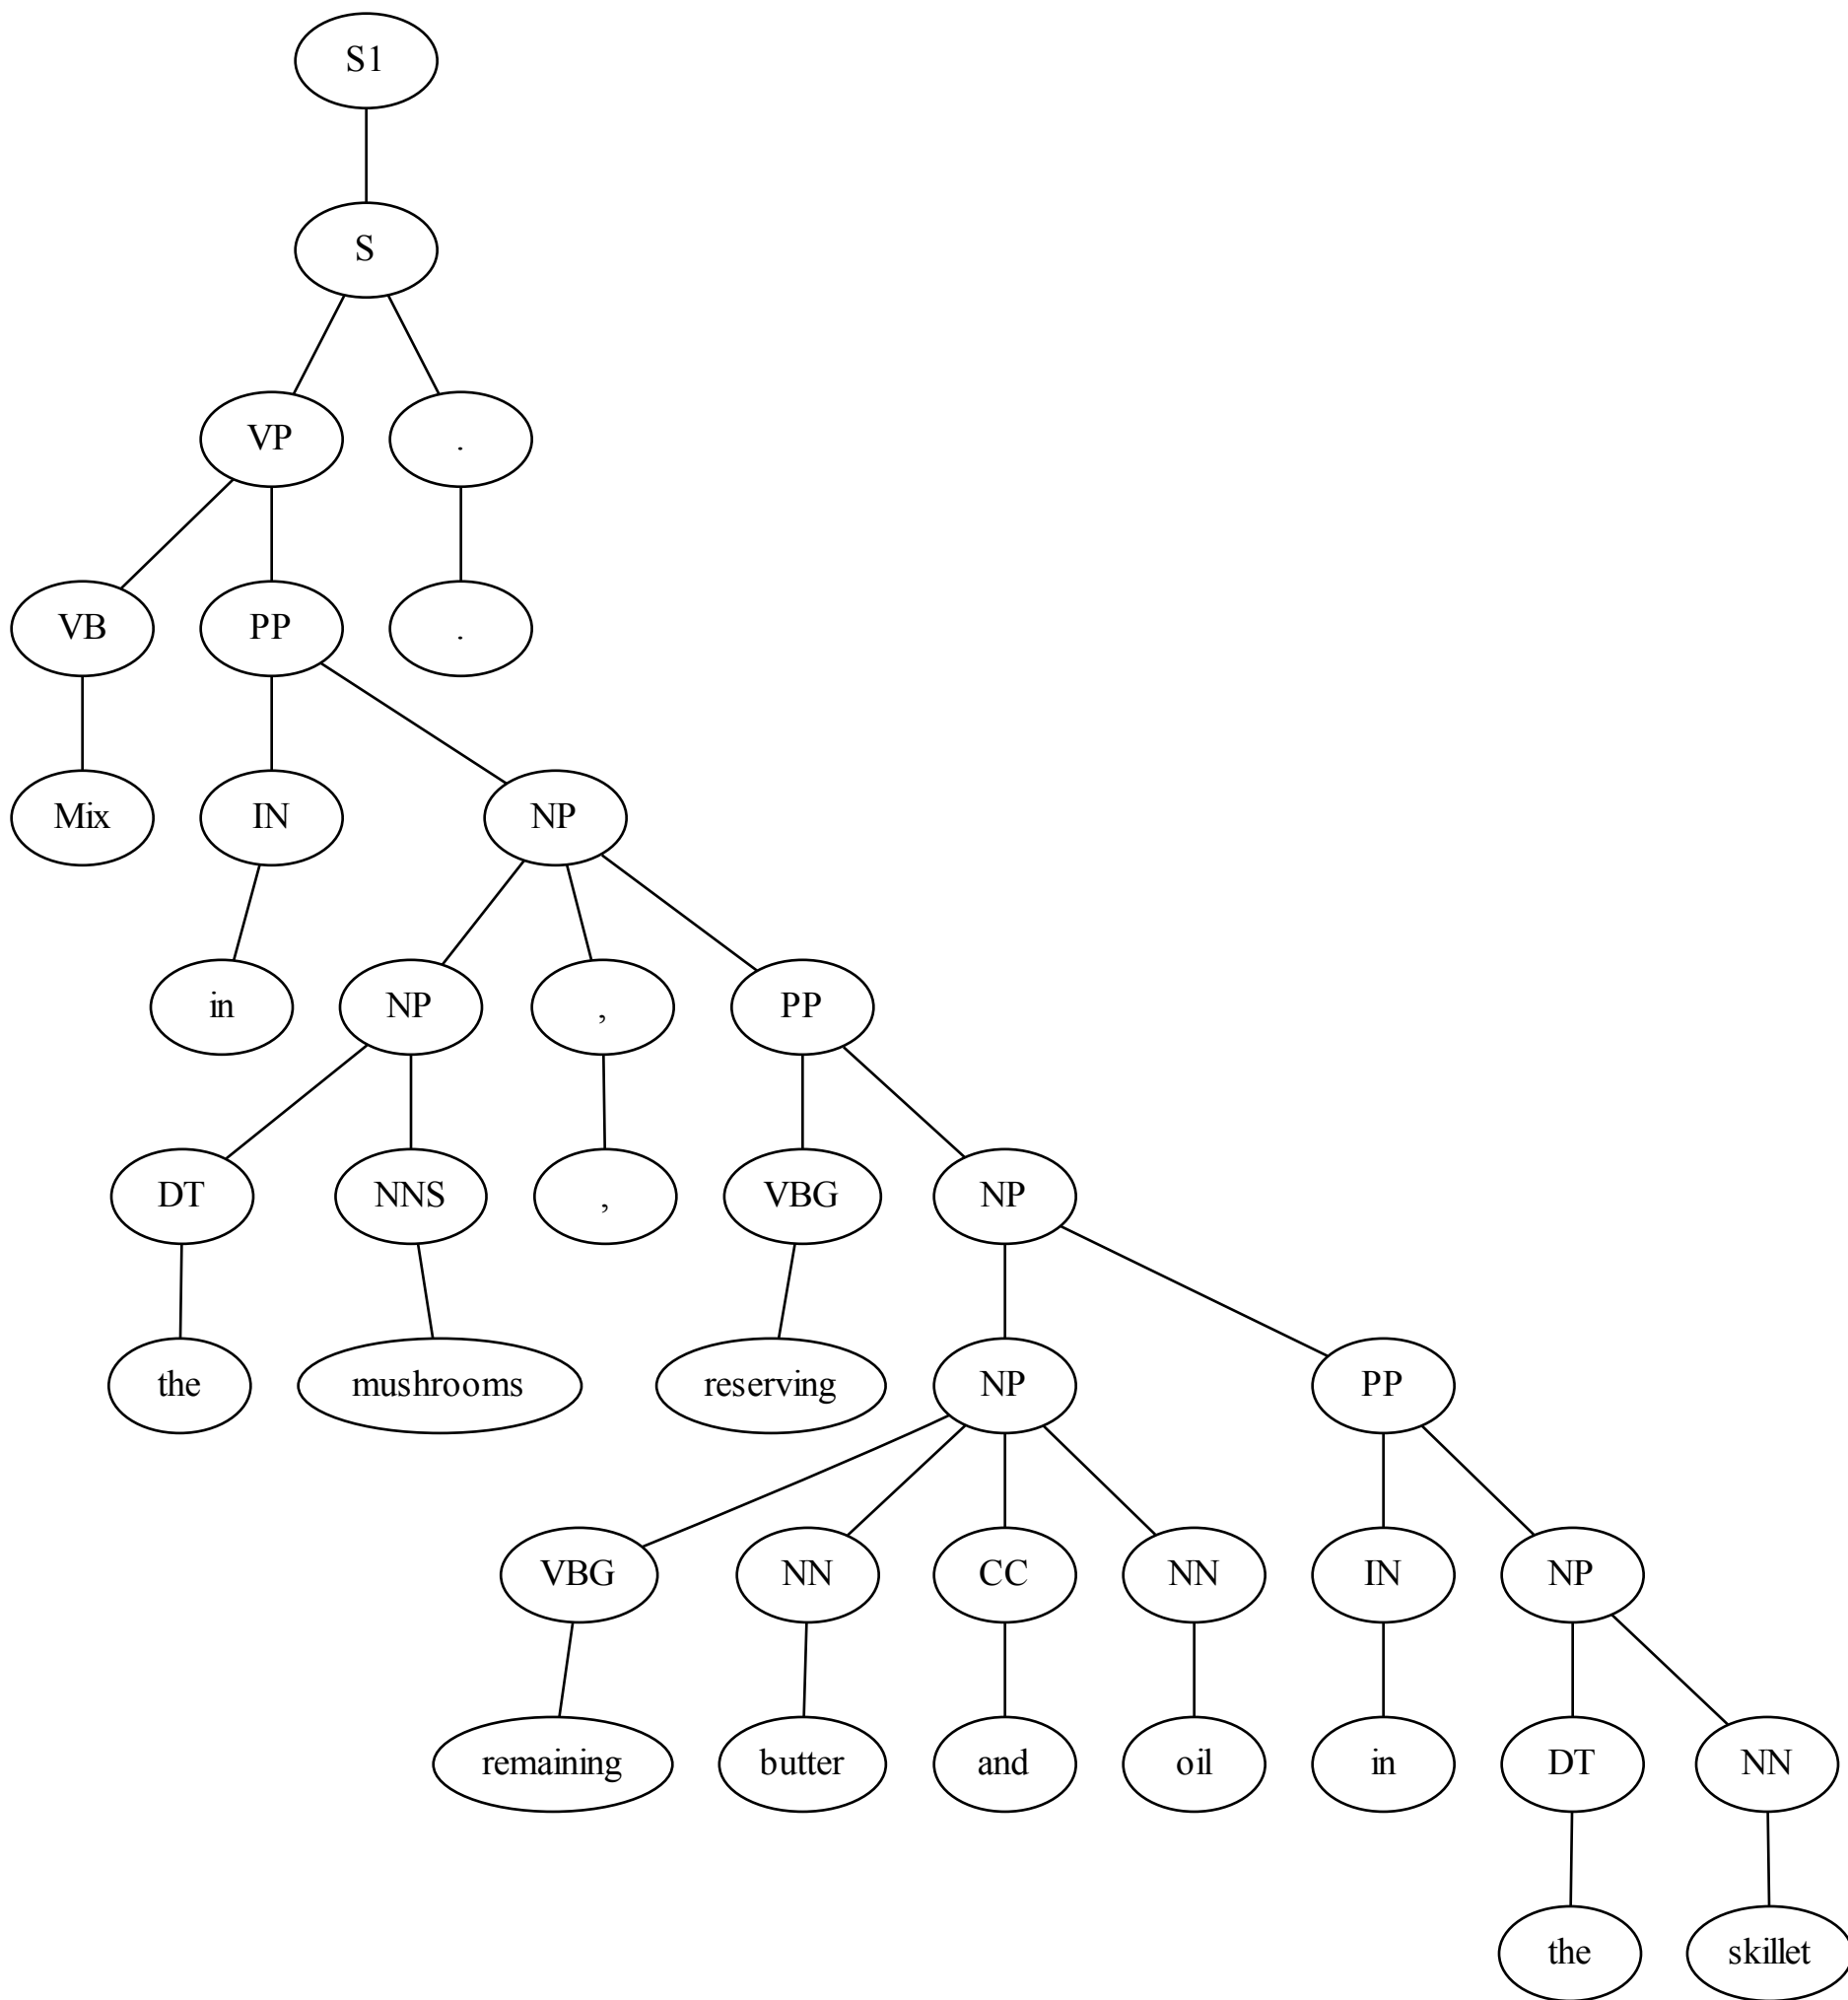 S1
S
VP .
VB PP .
Mix IN NP
in NP , PP
DT NNS , VBG NP
the mushrooms reserving NP PP
VBG NN CC NN IN NP
remaining butter and oil in DT NN
the skillet